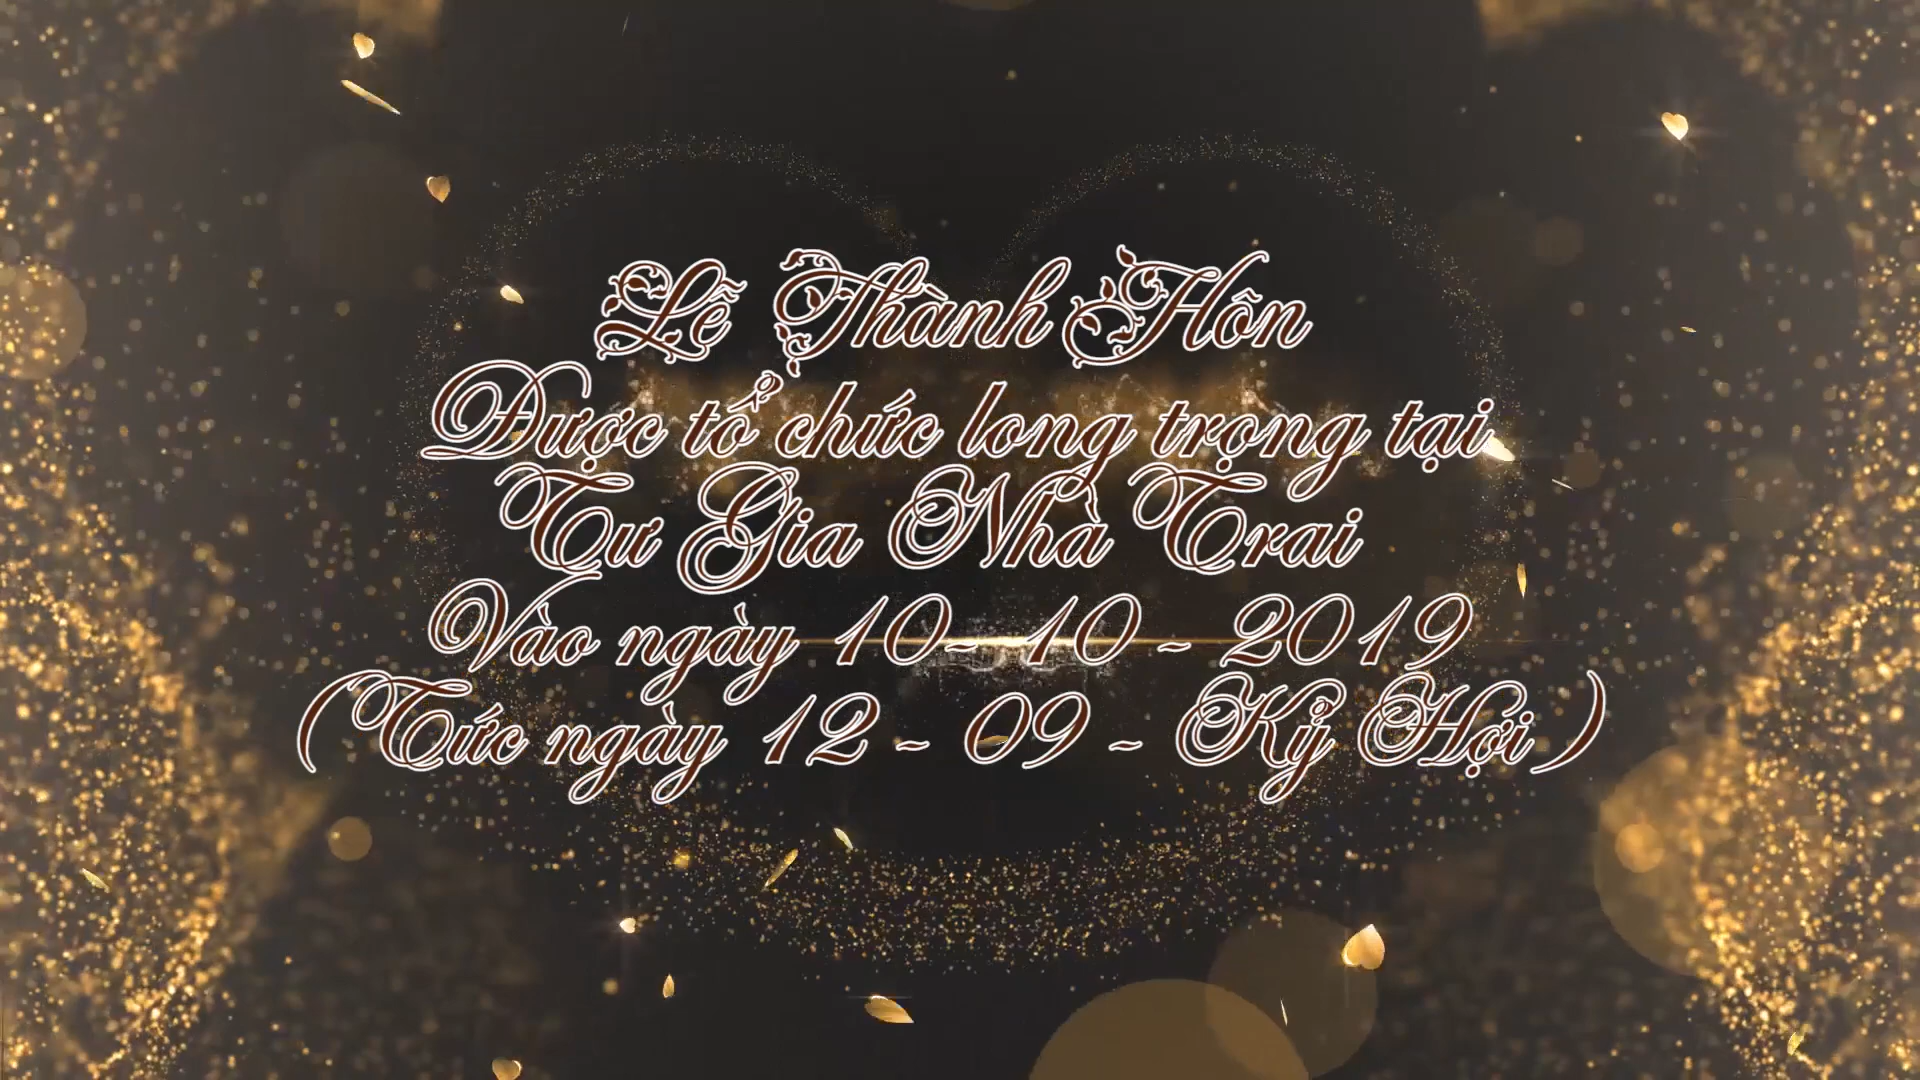 Lễ Thành Hôn
Được tổ chức long trọng tại
Tư Gia Nhà Trai
Vào ngày 10 - 10 - 2019
( Tức ngày 12 - 09 - Kỷ Hợi )